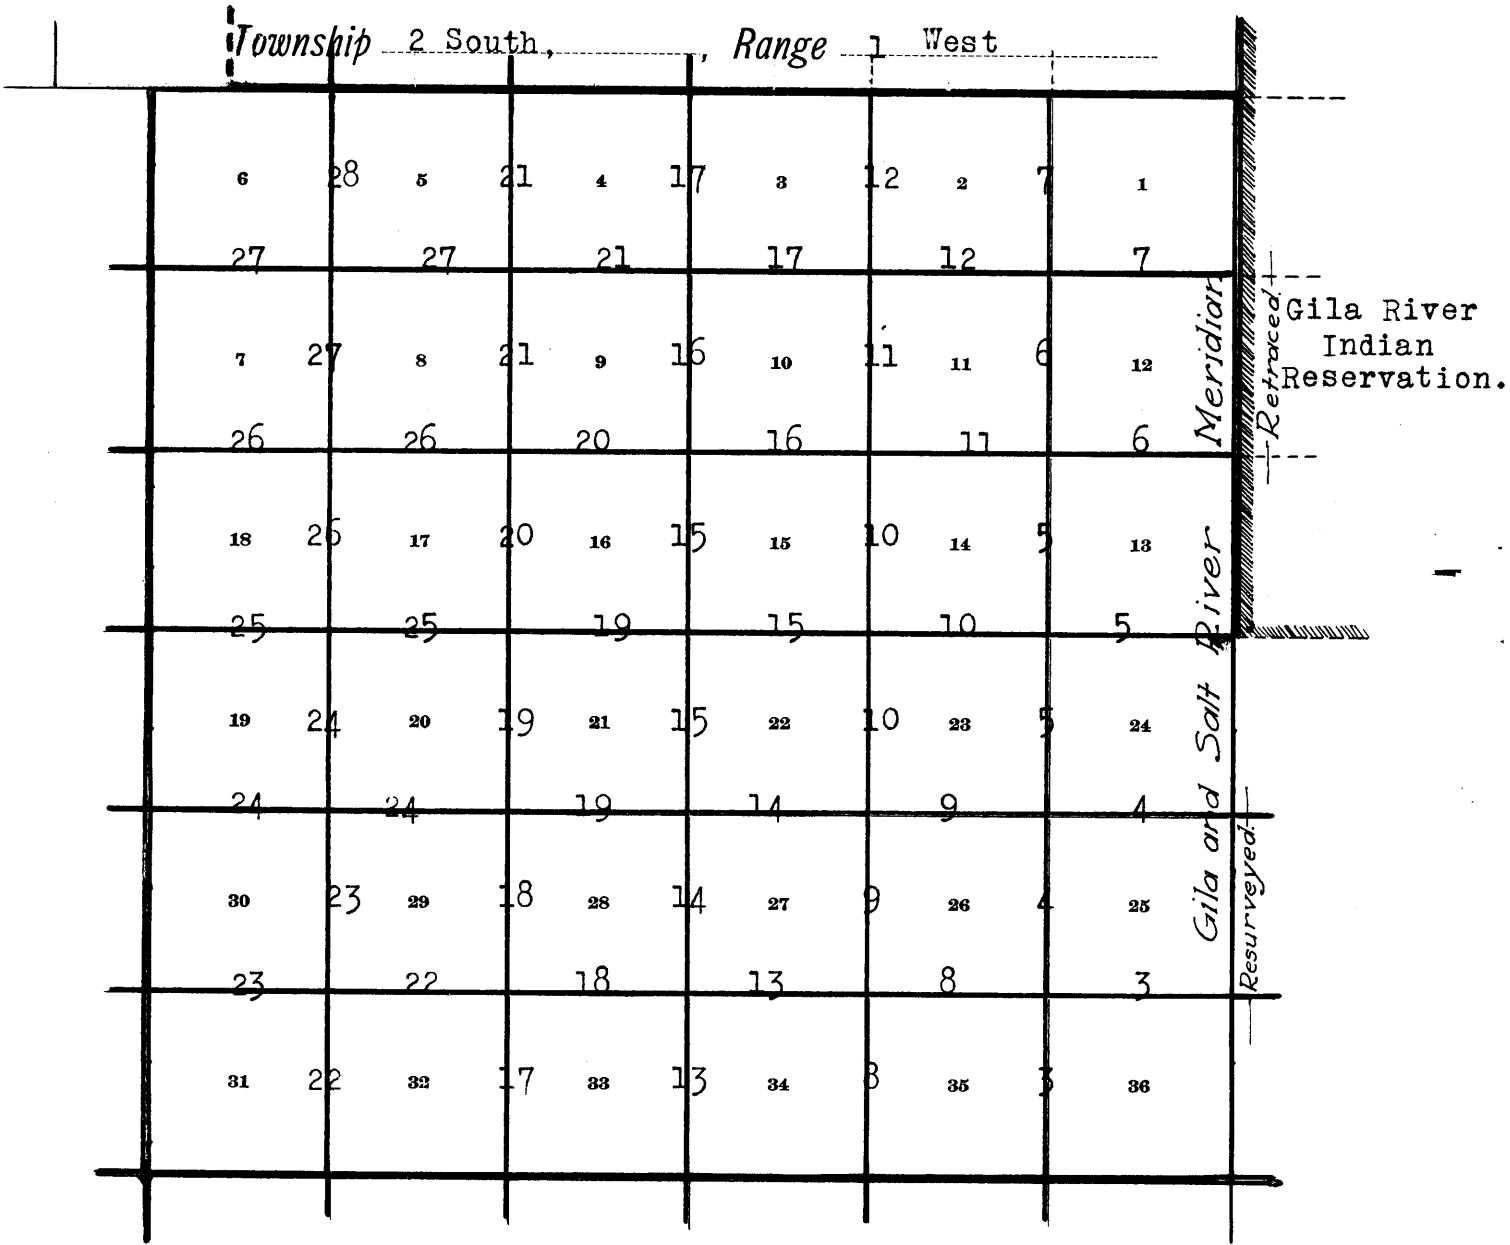 Township 2 South, , Range 1 West
6 28 5 21 4 17 3 12 2 7 1
27 27 21 17 12 7
7 27 8 21 9 16 10 11 11 6 12
26 26 20 16 11 6
18 26 17 20 16 15 15 10 14 5 13
25 25 19 15 10 5
19 24 20 19 21 15 22 10 23 5 24
24 24 19 14 9 4
30 23 29 18 28 14 27 9 26 4 25
23 22 18 13 8 3
31 22 32 17 33 13 34 8 35 3 36
Gila and Salt River Meridian
Retraced
Resurveyed
Gila River
Indian
Reservation.